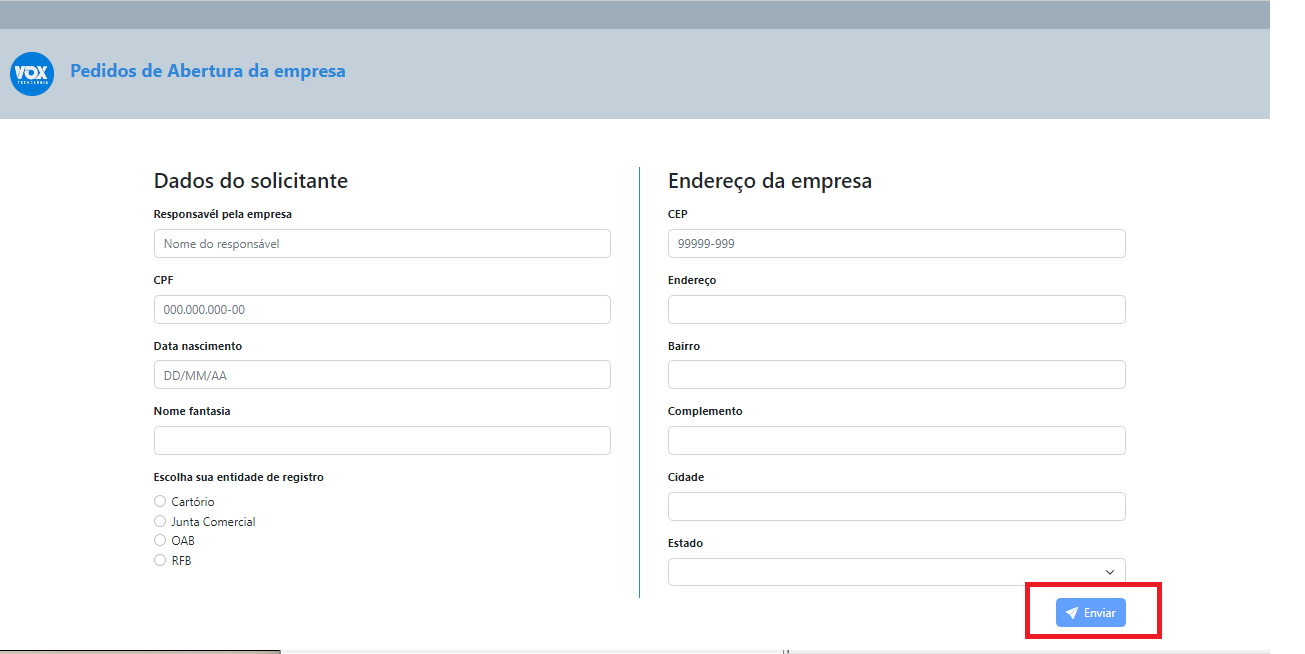 VOX
TECNOLOGIA
Pedidos de Abertura da empresa
Dados do solicitante
Responsavél pela empresa
Nome do responsável
CPF
000.000.000-00
Data nascimento
DD/MM/AA
Nome fantasia
Escolha sua entidade de registro
Cartório
Junta Comercial
OAB
RFB
Endereço da empresa
CEP
99999-999
Endereço
Bairro
Complemento
Cidade
Estado
Enviar